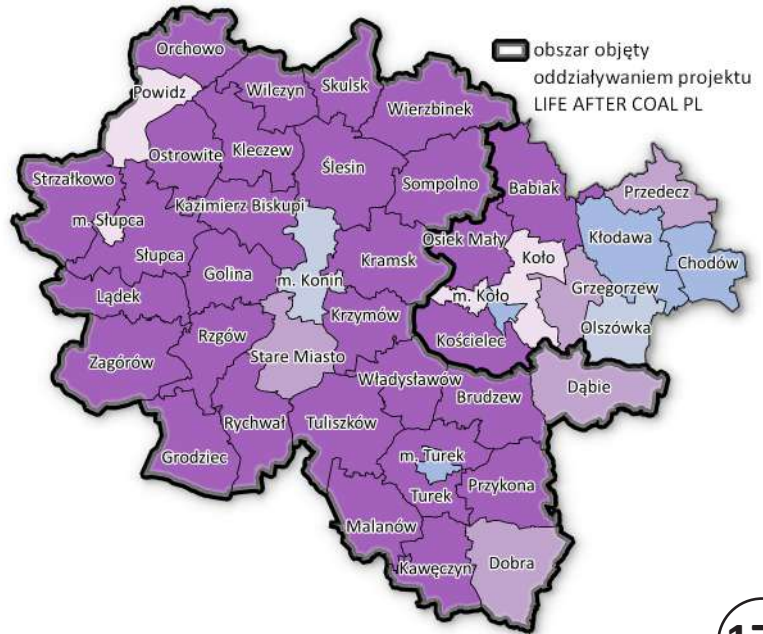 Orchowo
obszar objęty
oddziaływaniem projektu
LIFE AFTER COAL PL
Powidz
Wilczyn
Skulsk
Wierzbinek
Ostrowite
Kleczew
Ślesin
Sompolno
Strzałkowo
Babiak
Przedecz
m. Słupca
Kazimierz Biskupi
Słupca
Osiek Mały
Koło
Kłodawa
Chodów
Golina
m. Konin
Kramsk
Lądek
m. Koło
Grzegorzew
Krzymów
Olszówka
Zagórów
Rzgów
Stare Miasto
Kościelec
Władysławów
Dąbie
Brudzew
Rychwał
Tuliszków
Grodziec
m. Turek
Turek
Przykona
Malanów
Kawęczyn
Dobra